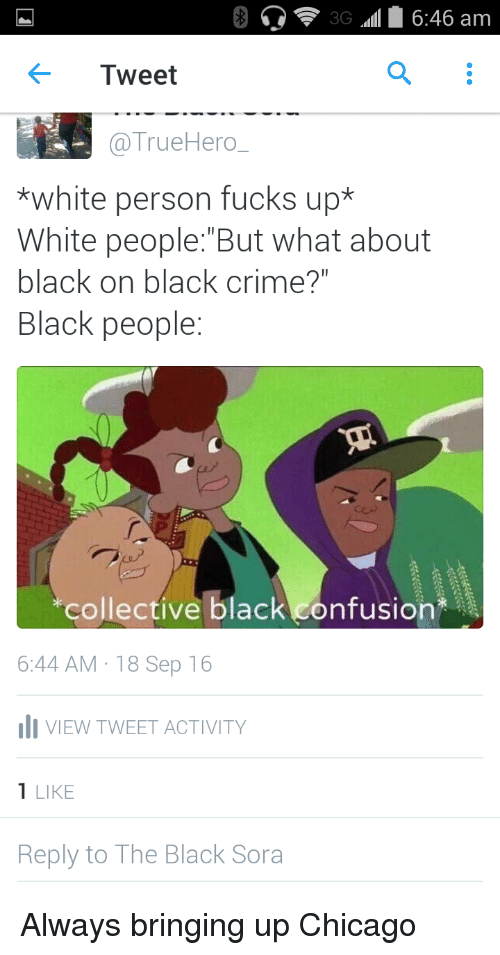 3G 6:46 am
Tweet
@TrueHero_
*white person fucks up*
White people:"But what about
black on black crime?"
Black people:
*collective black confusion*
6:44 AM · 18 Sep 16
VIEW TWEET ACTIVITY
1 LIKE
Reply to The Black Sora
Always bringing up Chicago